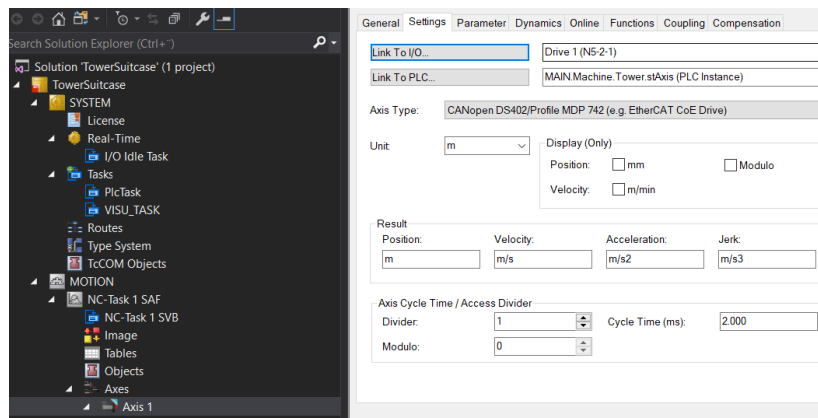 Search Solution Explorer (Ctrl+¨)
Solution 'TowerSuitcase' (1 project)
TowerSuitcase
SYSTEM
License
Real-Time
I/O Idle Task
Tasks
PlcTask
VISU_TASK
Routes
Type System
TcCOM Objects
MOTION
NC-Task 1 SAF
NC-Task 1 SVB
Image
Tables
Objects
Axes
Axis 1
General Settings Parameter Dynamics Online Functions Coupling Compensation
Link To I/O... Drive 1 (N5-2-1)
Link To PLC... MAIN.Machine.Tower.stAxis (PLC Instance)
Axis Type: CANopen DS402/Profile MDP 742 (e.g. EtherCAT CoE Drive)
Unit: m Display (Only)
Position: mm Modulo
Velocity: m/min
Result
Position: Velocity: Acceleration: Jerk:
m m/s m/s2 m/s3
Axis Cycle Time / Access Divider
Divider: 1 Cycle Time (ms): 2.000
Modulo: 0